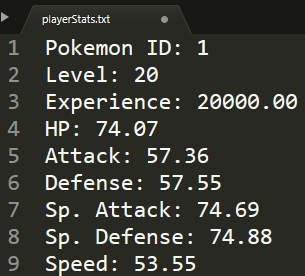 playerStats.txt
1 Pokemon ID: 1
2 Level: 20
3 Experience: 20000.00
4 HP: 74.07
5 Attack: 57.36
6 Defense: 57.55
7 Sp. Attack: 74.69
8 Sp. Defense: 74.88
9 Speed: 53.55